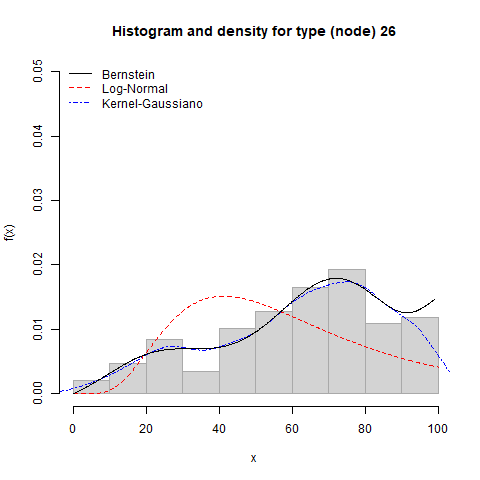 Histogram and density for type (node) 26
Bernstein
Log-Normal
Kernel-Gaussiano
f(x)
0.05
0.04
0.03
0.02
0.01
0.00
0 20 40 60 80 100
x